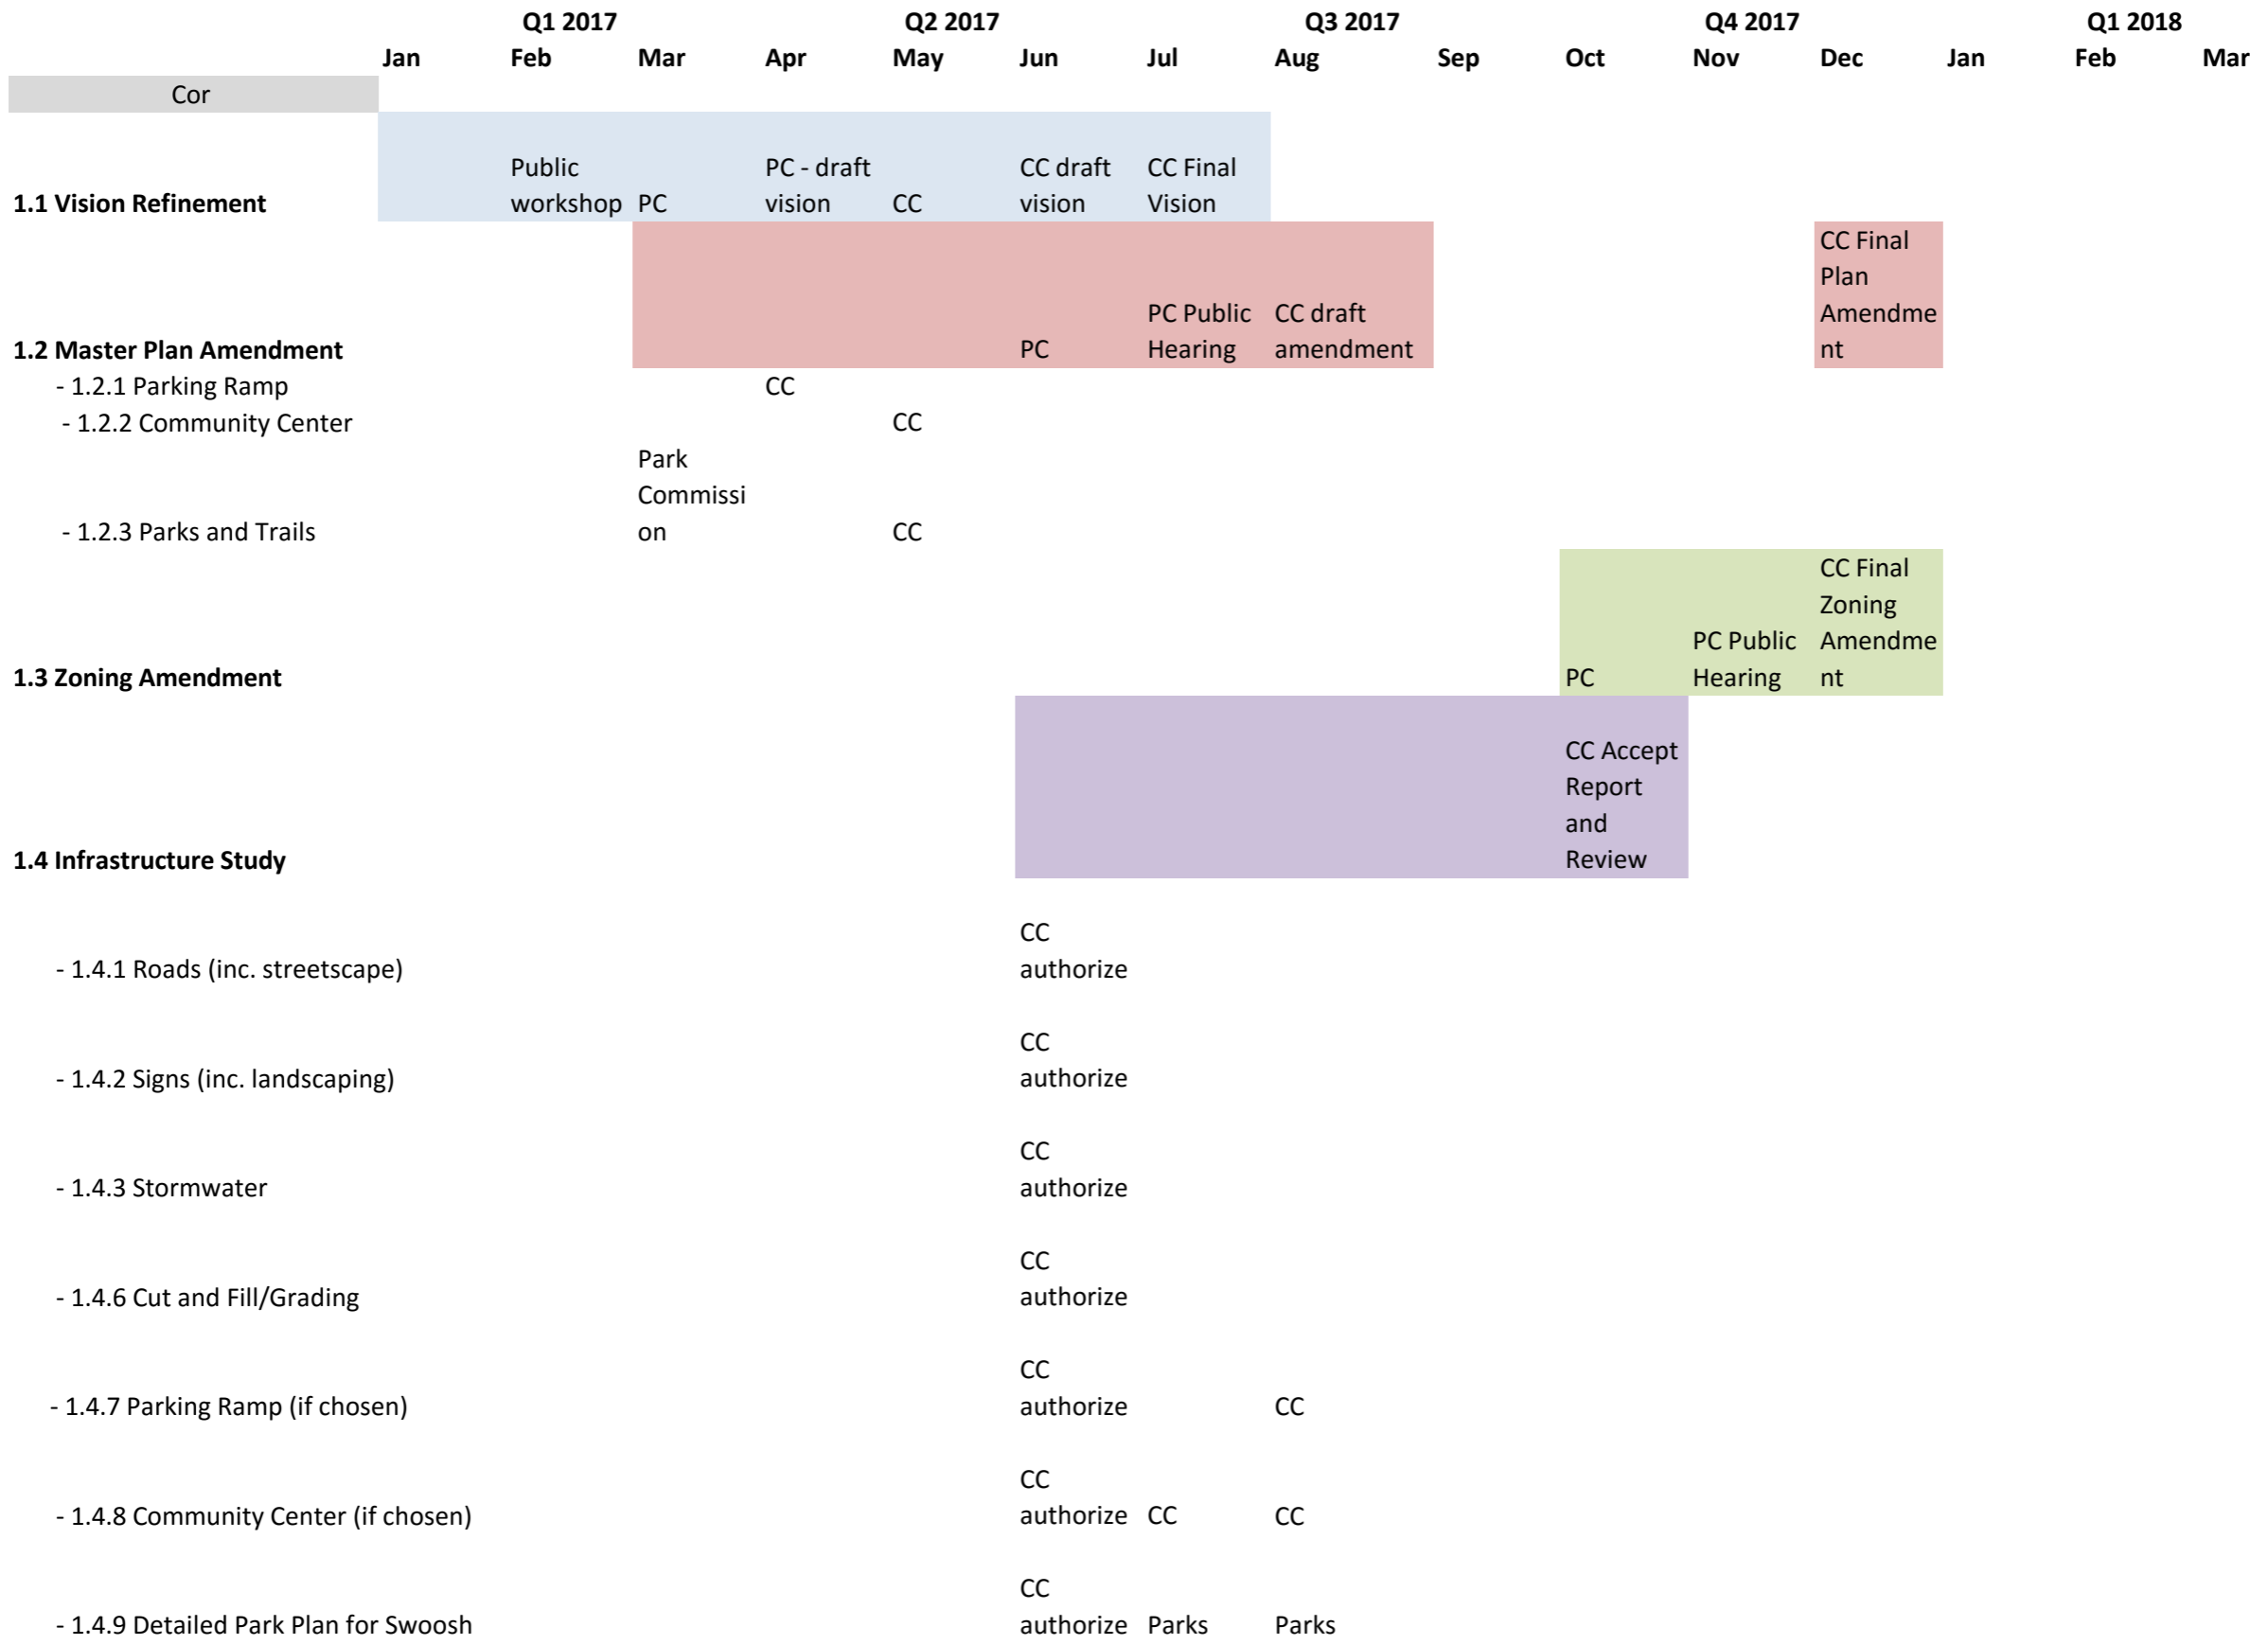 Q1 2017 Q2 2017 Q3 2017 Q4 2017 Q1 2018
Jan Feb Mar Apr May Jun Jul Aug Sep Oct Nov Dec Jan Feb Mar
Cor
Public PC - draft CC draft CC Final
1.1 Vision Refinement workshop PC vision CC vision Vision
CC Final
Plan
PC Public CC draft Amendme
1.2 Master Plan Amendment PC Hearing amendment nt
- 1.2.1 Parking Ramp CC
- 1.2.2 Community Center CC
Park
Commissi
- 1.2.3 Parks and Trails on CC
CC Final
Zoning
PC Public Amendme
1.3 Zoning Amendment PC Hearing nt
CC Accept
Report
and
1.4 Infrastructure Study Review
CC
- 1.4.1 Roads (inc. streetscape) authorize
CC
- 1.4.2 Signs (inc. landscaping) authorize
CC
- 1.4.3 Stormwater authorize
CC
- 1.4.6 Cut and Fill/Grading authorize
CC
- 1.4.7 Parking Ramp (if chosen) authorize CC
CC
- 1.4.8 Community Center (if chosen) authorize CC CC
CC
- 1.4.9 Detailed Park Plan for Swoosh authorize Parks Parks